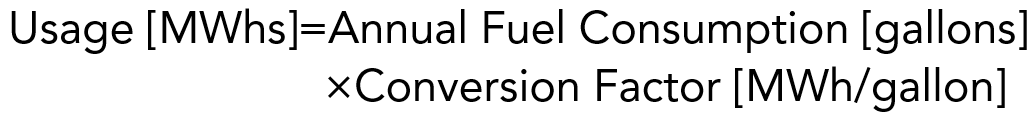 Usage [MWhs]=Annual Fuel Consumption [gallons]
×Conversion Factor [MWh/gallon]